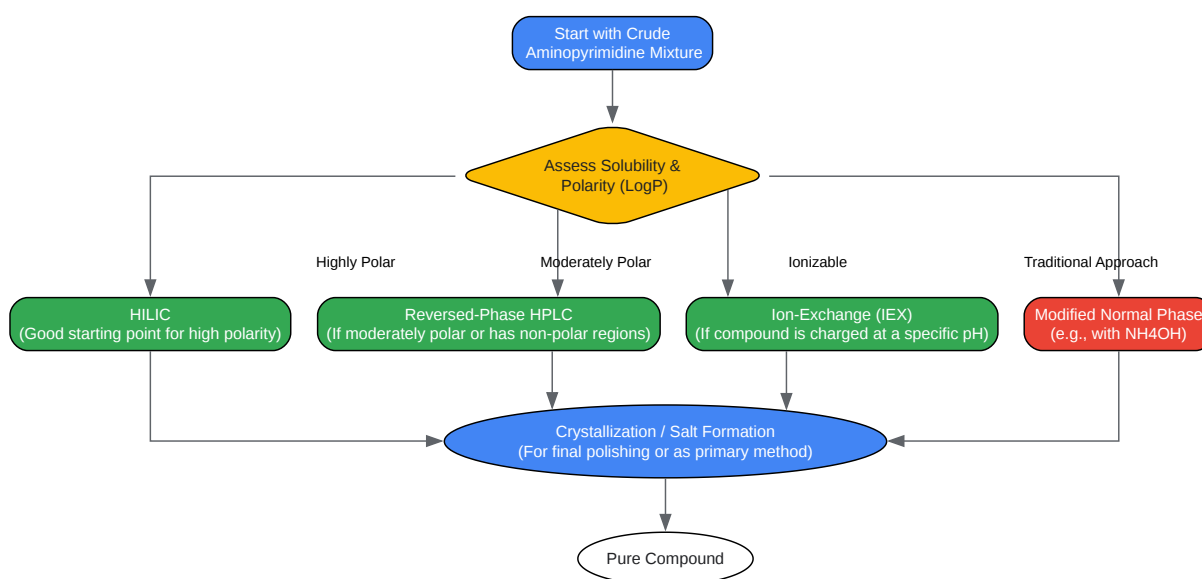 Start with Crude
Aminopyrimidine Mixture
Assess Solubility &
Polarity (LogP)
Highly Polar
Moderately Polar
Ionizable
Traditional Approach
HILIC
(Good starting point for high polarity)
Reversed-Phase HPLC
(If moderately polar or has non-polar regions)
Ion-Exchange (IEX)
(If compound is charged at a specific pH)
Modified Normal Phase
(e.g., with NH4OH)
Crystallization / Salt Formation
(For final polishing or as primary method)
Pure Compound